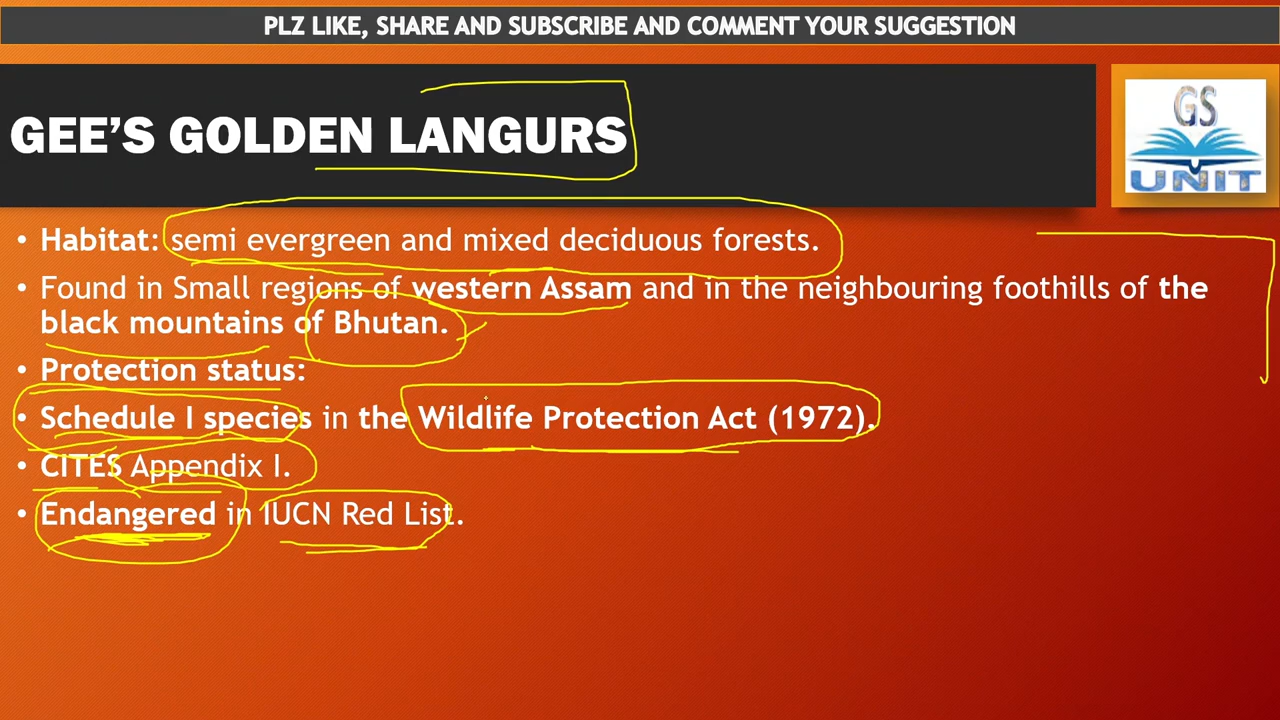 PLZ LIKE, SHARE AND SUBSCRIBE AND COMMENT YOUR SUGGESTION
GEE'S GOLDEN LANGURS
GS
UNIT
• Habitat: semi evergreen and mixed deciduous forests.
• Found in Small regions of western Assam and in the neighbouring foothills of the
black mountains of Bhutan.
• Protection status:
• Schedule I species in the Wildlife Protection Act (1972).
• CITES Appendix I.
• Endangered in IUCN Red List.